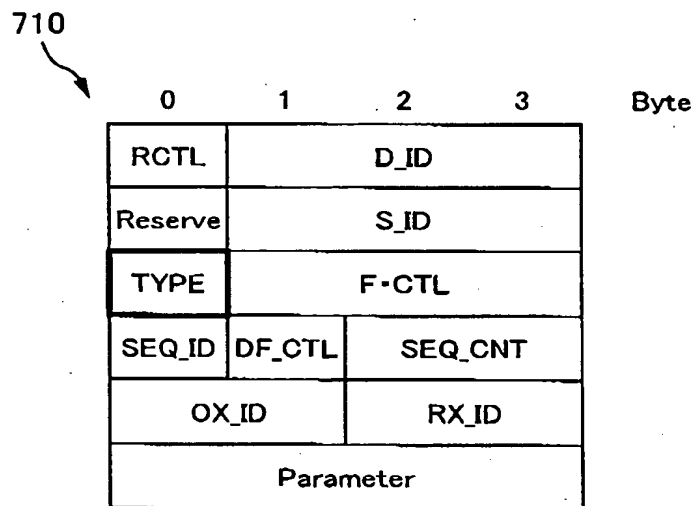 710
0 1 2 3 Byte
RCTL D_ID
Reserve S_ID
TYPE F・CTL
SEQ_ID DF_CTL SEQ_CNT
OX_ID RX_ID
Parameter